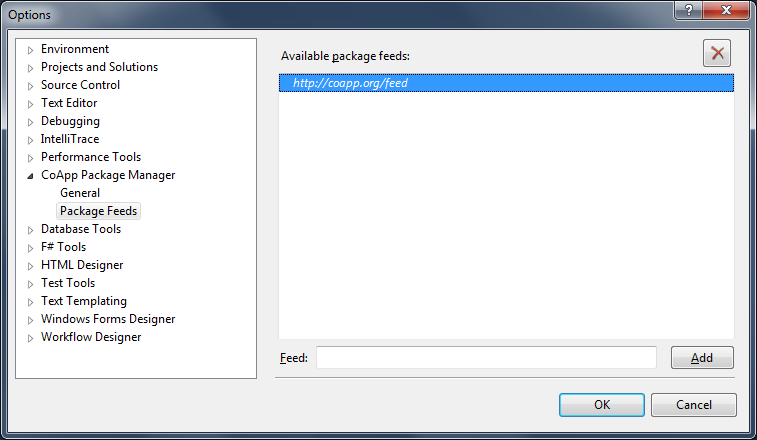 Options
Environment
Projects and Solutions
Source Control
Text Editor
Debugging
IntelliTrace
Performance Tools
CoApp Package Manager
General
Package Feeds
Database Tools
F# Tools
HTML Designer
Test Tools
Text Templating
Windows Forms Designer
Workflow Designer
Available package feeds:
http://coapp.org/feed
Feed:
Add
OK
Cancel